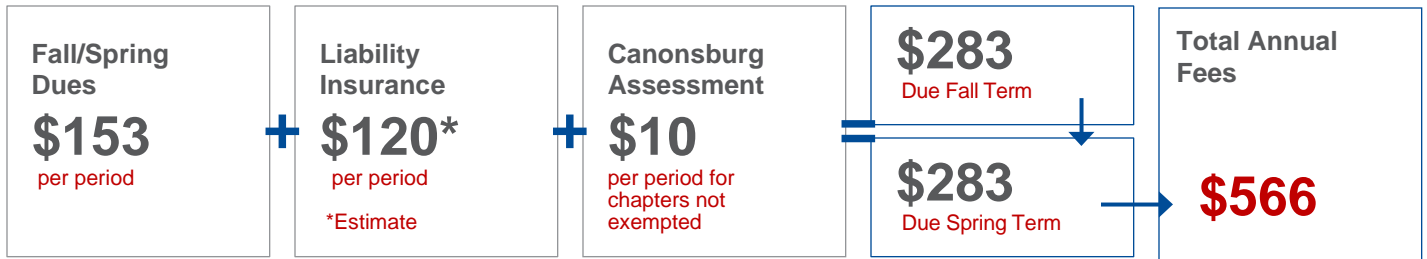 Fall/Spring
Dues
$153
per period
+
Liability
Insurance
$120*
per period
*Estimate
+
Canonsburg
Assessment
$10
per period for
chapters not
exempted
=
$283
Due Fall Term
$283
Due Spring Term
Total Annual
Fees
$566